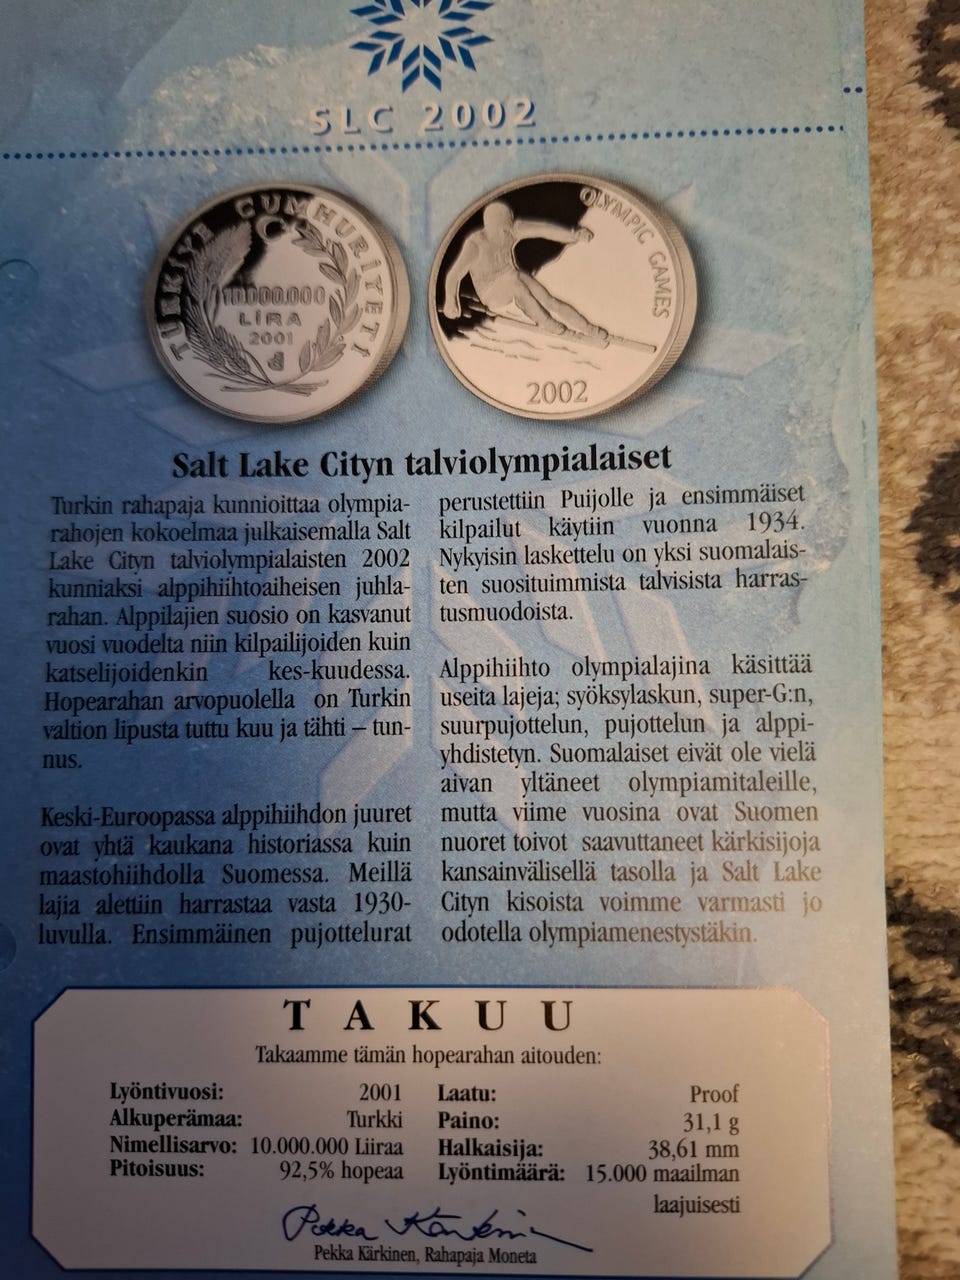 SLC 2002
TÜRKİYE CUMHURİYETİ
10.000.000
LİRA
2001
OLYMPIC GAMES
2002
Salt Lake Cityn talviolympialaiset
Turkin rahapaja kunnioittaa olympia-
rahojen kokoelmaa julkaisemalla Salt
Lake Cityn talviolympialaisten 2002
kunniaksi alppihiihtoaiheisen juhla-
rahan. Alppilajien suosio on kasvanut
vuosi vuodelta niin kilpailijoiden kuin
katselijoidenkin kes-kuudessa.
Hopearahan arvopuolella on Turkin
valtion lipusta tuttu kuu ja tähti – tun-
nus.
Keski-Euroopassa alppihiihdon juuret
ovat yhtä kaukana historiassa kuin
maastohiihdolla Suomessa. Meillä
lajia alettiin harrastaa vasta 1930-
luvulla. Ensimmäinen pujottelurat
perustettiin Puijolle ja ensimmäiset
kilpailut käytiin vuonna 1934.
Nykyisin laskettelu on yksi suomalais-
ten suosituimmista talvisista harras-
tusmuodoista.
Alppihiihto olympialajina käsittää
useita lajeja; syöksylaskun, super-G:n,
suurpujottelun, pujottelun ja alppi-
yhdistetyn. Suomalaiset eivät ole vielä
aivan yltäneet olympiamitaleille,
mutta viime vuosina ovat Suomen
nuoret toivot saavuttaneet kärkisijoja
kansainvälisellä tasolla ja Salt Lake
Cityn kisoista voimme varmasti jo
odotella olympiamenestystäkin.
TAKUU
Takaamme tämän hopearahan aitouden:
Lyöntivuosi: 2001
Alkuperämaa: Turkki
Nimellisarvo: 10.000.000 Liiraa
Pitoisuus: 92,5% hopeaa
Laatu: Proof
Paino: 31,1 g
Halkaisija: 38,61 mm
Lyöntimäärä: 15.000 maailman
laajuisesti
Pekka Kärkinen
Pekka Kärkinen, Rahapaja Moneta